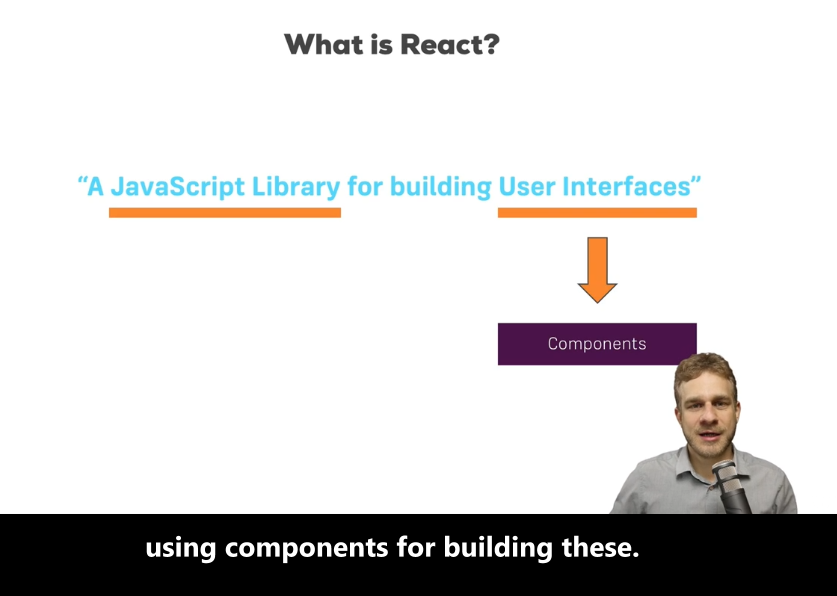 What is React?
“A JavaScript Library for building User Interfaces”
Components
using components for building these.